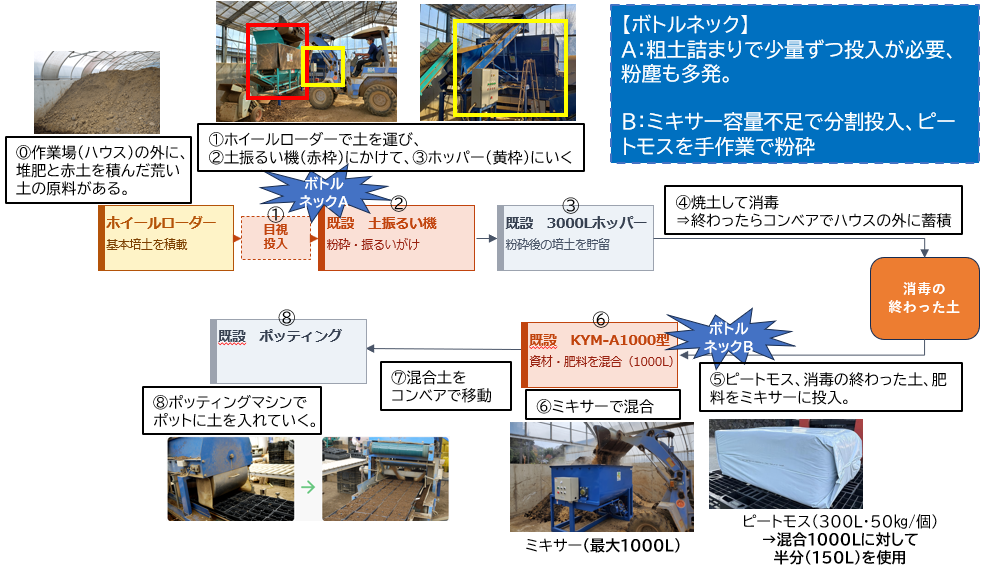 【ボトルネック】
A：粗土詰まりで少量ずつ投入が必要、
粉塵も多発。
B：ミキサー容量不足で分割投入、ピー
トモスを手作業で粉砕
⓪作業場（ハウス）の外に、
堆肥と赤土を積んだ荒い
土の原料がある。
①ホイールローダーで土を運び、
②土振るい機（赤枠）にかけて、③ホッパー（黄枠）にいく
ボトル
ネックA
ホイールローダー
基本培土を積載
①
目視
投入
②
既設　土振るい機
粉砕・振るいがけ
③
既設　3000Lホッパー
粉砕後の培土を貯留
④焼土して消毒
⇒終わったらコンベアでハウスの外に蓄積
消毒の
終わった土
⑤ピートモス、消毒の終わった土、肥
料をミキサーに投入。
ボトル
ネックB
⑥
既設　KYM-A1000型
資材・肥料を混合（1000L）
⑥ミキサーで混合
⑦混合土を
コンベアで移動
⑧
既設　ポッティング
⑧ポッティングマシンで
ポットに土を入れていく。
ミキサー（最大1000L）
ピートモス（300L・50㎏/個）
→混合1000Lに対して
半分（150L）を使用